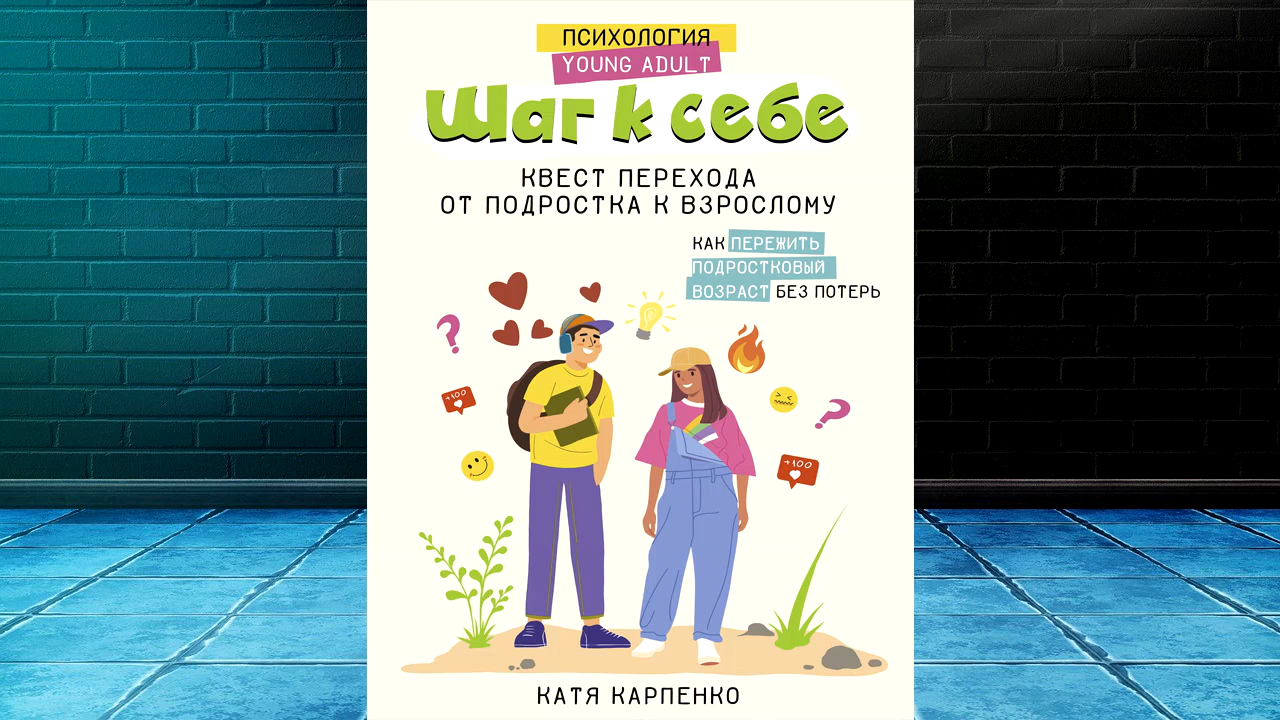 ПСИХОЛОГИЯ
YOUNG ADULT
Шаг к себе
КВЕСТ ПЕРЕХОДА
ОТ ПОДРОСТКА К ВЗРОСЛОМУ
КАК ПЕРЕЖИТЬ
ПОДРОСТКОВЫЙ
ВОЗРАСТ БЕЗ ПОТЕРЬ
?
+100
?
+100
КАТЯ КАРПЕНКО